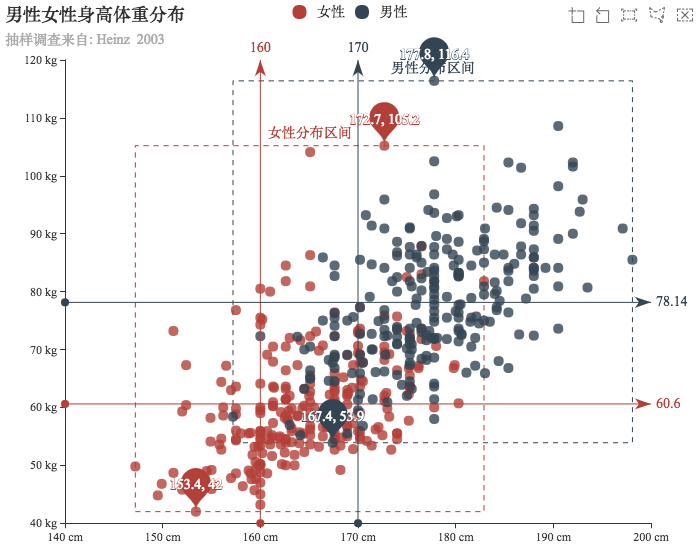 男性女性身高体重分布
女性
男性
抽样调查来自: Heinz 2003
160
170
177.8, 116.4
男性分布区间
120 kg
172.7, 105.2
女性分布区间
110 kg
100 kg
90 kg
80 kg
78.14
70 kg
60 kg
60.6
167.4, 53.9
50 kg
153.4, 42
40 kg
140 cm
150 cm
160 cm
170 cm
180 cm
190 cm
200 cm